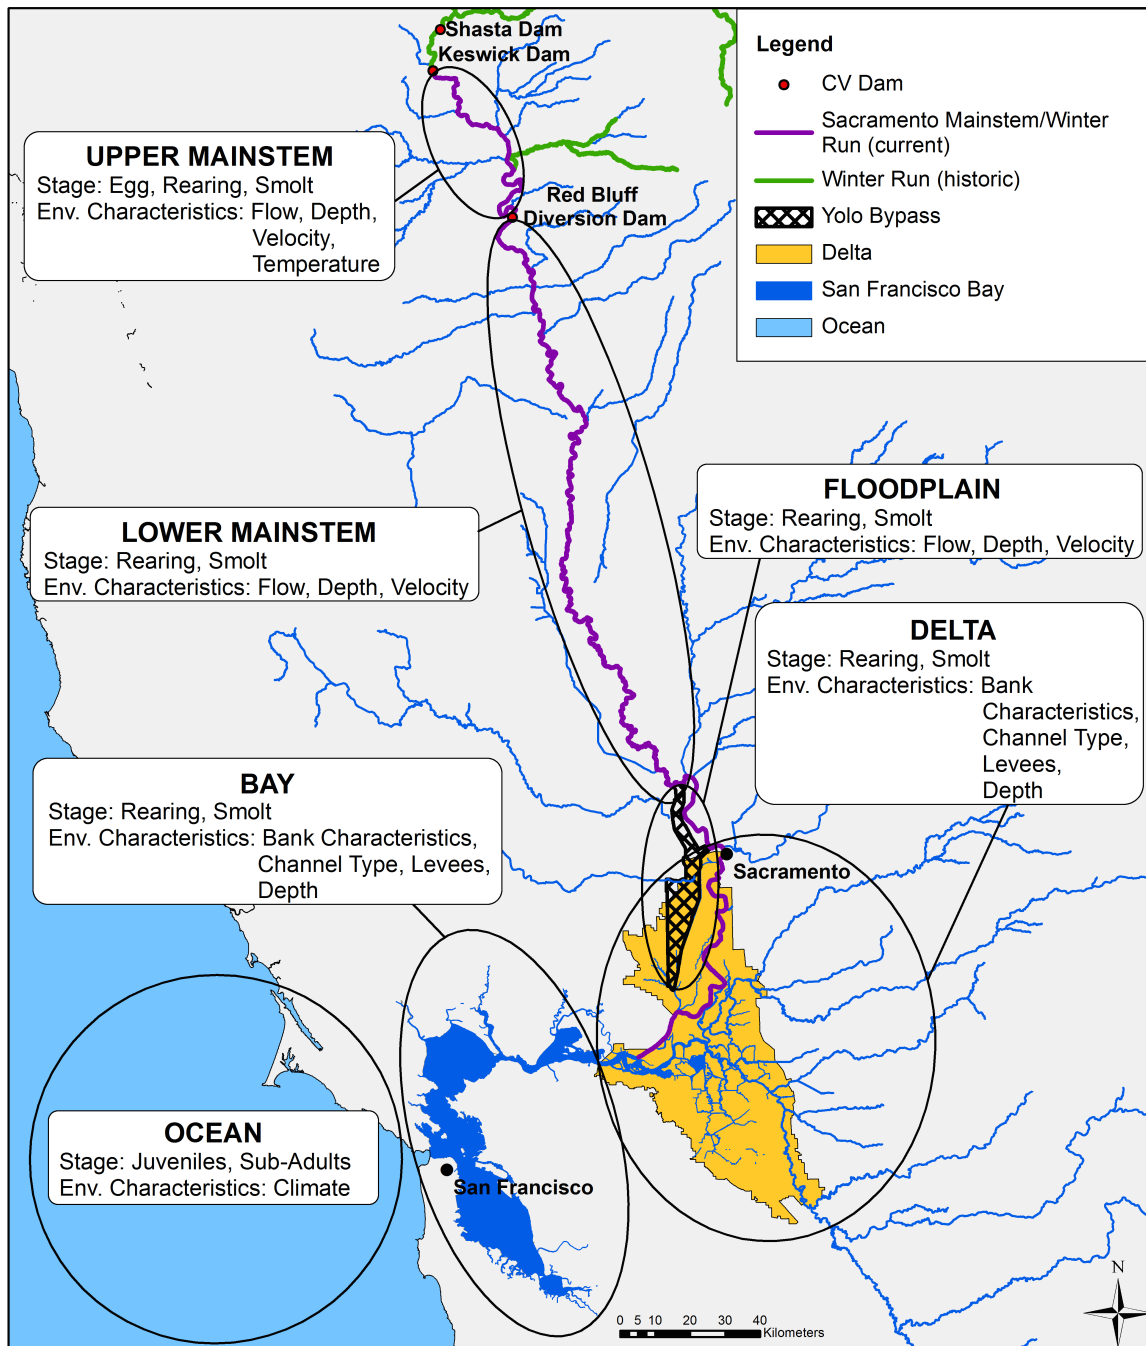 Shasta Dam
Keswick Dam
Legend
CV Dam
Sacramento Mainstem/Winter
Run (current)
Winter Run (historic)
Yolo Bypass
Delta
San Francisco Bay
Ocean
UPPER MAINSTEM
Stage: Egg, Rearing, Smolt
Env. Characteristics: Flow, Depth,
Velocity,
Temperature
Red Bluff
Diversion Dam
FLOODPLAIN
Stage: Rearing, Smolt
Env. Characteristics: Flow, Depth, Velocity
LOWER MAINSTEM
Stage: Rearing, Smolt
Env. Characteristics: Flow, Depth, Velocity
DELTA
Stage: Rearing, Smolt
Env. Characteristics: Bank
Characteristics,
Channel Type,
Levees,
Depth
BAY
Stage: Rearing, Smolt
Env. Characteristics: Bank Characteristics,
Channel Type, Levees,
Depth
Sacramento
OCEAN
Stage: Juveniles, Sub-Adults
Env. Characteristics: Climate
San Francisco
N
0 5 10 20 30 40
Kilometers